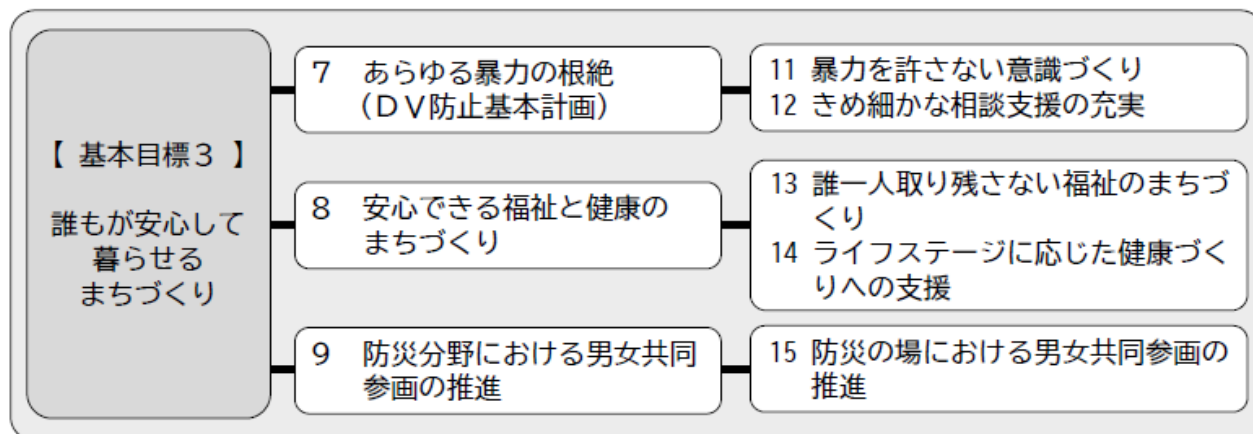 【 基本目標３ 】
誰もが安心して
暮らせる
まちづくり
７ あらゆる暴力の根絶
（ＤＶ防止基本計画）
11 暴力を許さない意識づくり
12 きめ細かな相談支援の充実
８ 安心できる福祉と健康の
まちづくり
13 誰一人取り残さない福祉のまちづ
くり
14 ライフステージに応じた健康づく
りへの支援
９ 防災分野における男女共同
参画の推進
15 防災の場における男女共同参画の
推進